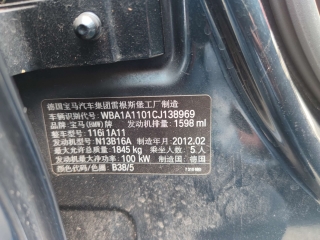 德国宝马汽车集团雷根斯堡工厂制造
车辆识别代号: WBA1A1101CJ138969
品牌: 宝马(BMW)牌 发动机排量: 1598 ml
整车型号: 116i 1A11
发动机型号: N13B16A 制造年月: 2012.02
最大允许总质量: 1845 kg 乘坐人数: 5人
最大净功率: 100 kW 制造国: 德国
颜色代码/色漆: B38/5